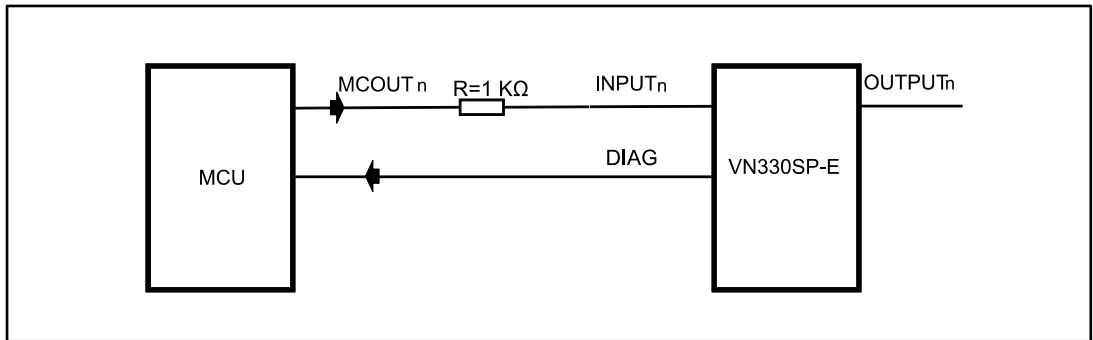 MCOUTn
R=1 KΩ
INPUTn
OUTPUTn
DIAG
MCU
VN330SP-E